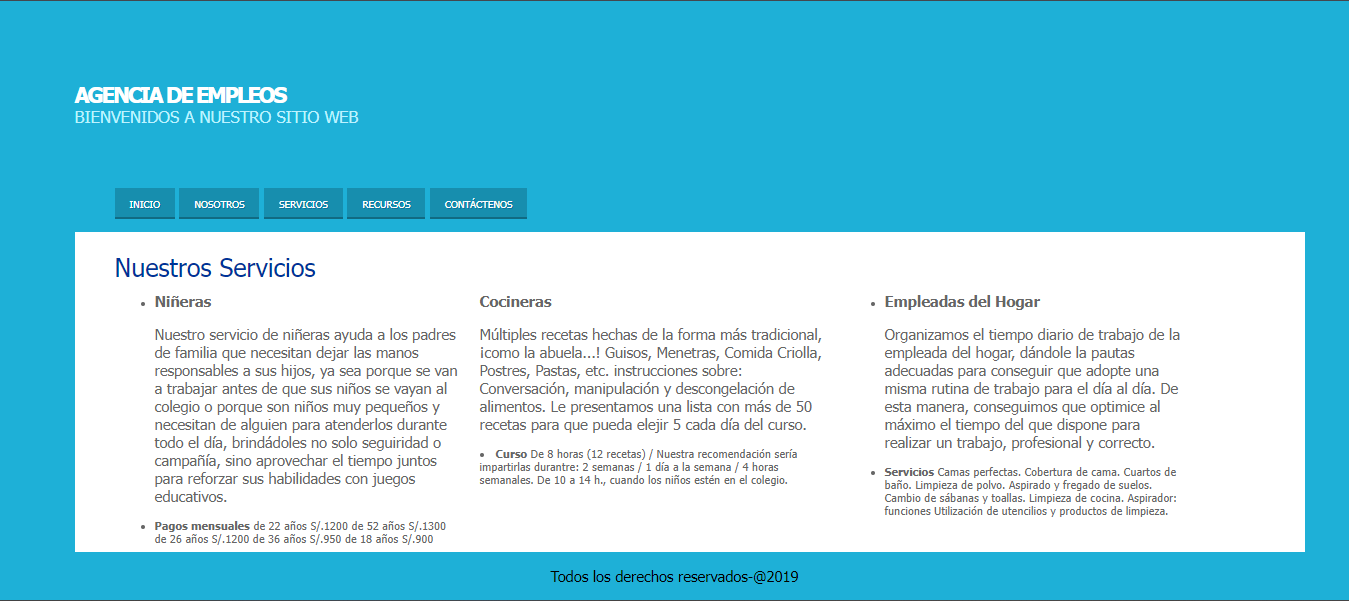 AGENCIA DE EMPLEOS
BIENVENIDOS A NUESTRO SITIO WEB
INICIO
NOSOTROS
SERVICIOS
RECURSOS
CONTÁCTENOS
Nuestros Servicios
• Niñeras
Nuestro servicio de niñeras ayuda a los padres
de familia que necesitan dejar las manos
responsables a sus hijos, ya sea porque se van
a trabajar antes de que sus niños se vayan al
colegio o porque son niños muy pequeños y
necesitan de alguien para atenderlos durante
todo el día, brindádoles no solo seguiridad o
campañía, sino aprovechar el tiempo juntos
para reforzar sus habilidades con juegos
educativos.
• Pagos mensuales de 22 años S/.1200 de 52 años S/.1300
de 26 años S/.1200 de 36 años S/.950 de 18 años S/.900
Cocineras
Múltiples recetas hechas de la forma más tradicional,
¡como la abuela...! Guisos, Menetras, Comida Criolla,
Postres, Pastas, etc. instrucciones sobre:
Conversación, manipulación y descongelación de
alimentos. Le presentamos una lista con más de 50
recetas para que pueda elejir 5 cada día del curso.
• Curso De 8 horas (12 recetas) / Nuestra recomendación sería
impartirlas durantre: 2 semanas / 1 día a la semana / 4 horas
semanales. De 10 a 14 h., cuando los niños estén en el colegio.
• Empleadas del Hogar
Organizamos el tiempo diario de trabajo de la
empleada del hogar, dándole la pautas
adecuadas para conseguir que adopte una
misma rutina de trabajo para el día al día. De
esta manera, conseguimos que optimice al
máximo el tiempo del que dispone para
realizar un trabajo, profesional y correcto.
• Servicios Camas perfectas. Cobertura de cama. Cuartos de
baño. Limpieza de polvo. Aspirado y fregado de suelos.
Cambio de sábanas y toallas. Limpieza de cocina. Aspirador:
funciones Utilización de utencilios y productos de limpieza.
Todos los derechos reservados-@2019